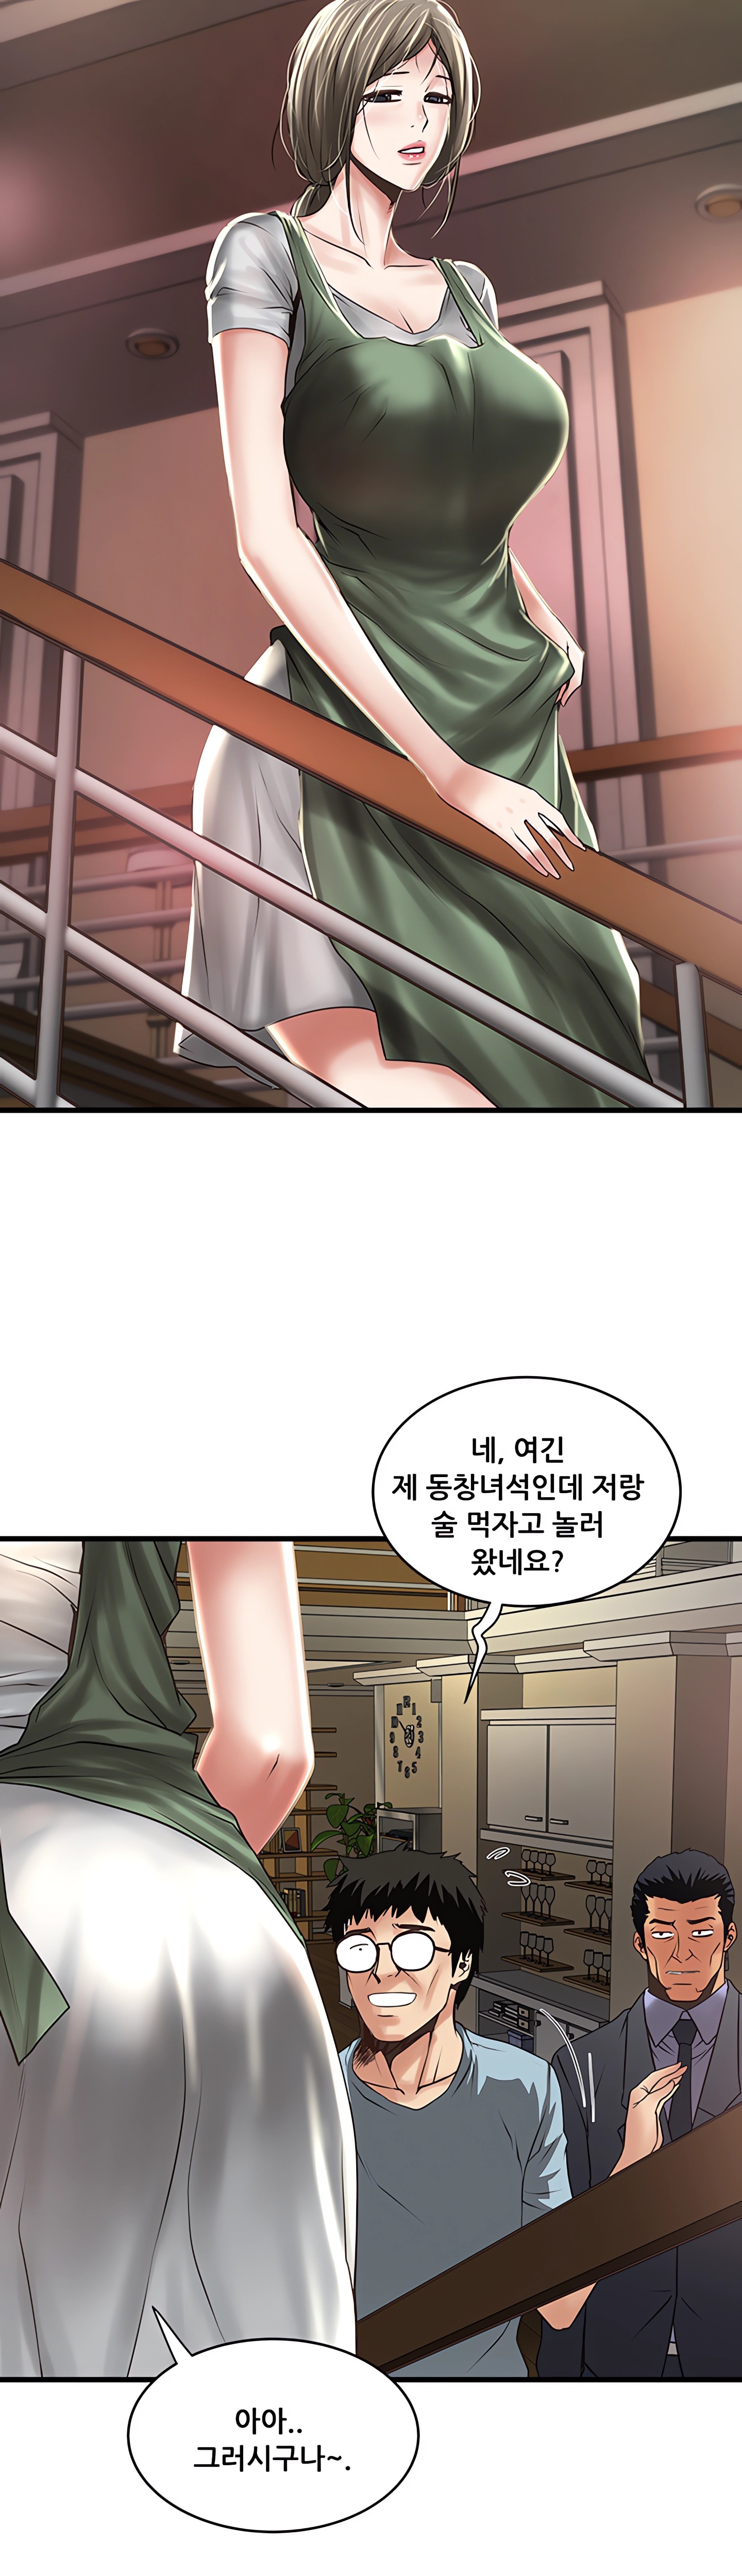 네, 여긴
제 동창녀석인데 저랑
술 먹자고 놀러
왔네요?
아아..
그러시구나~.